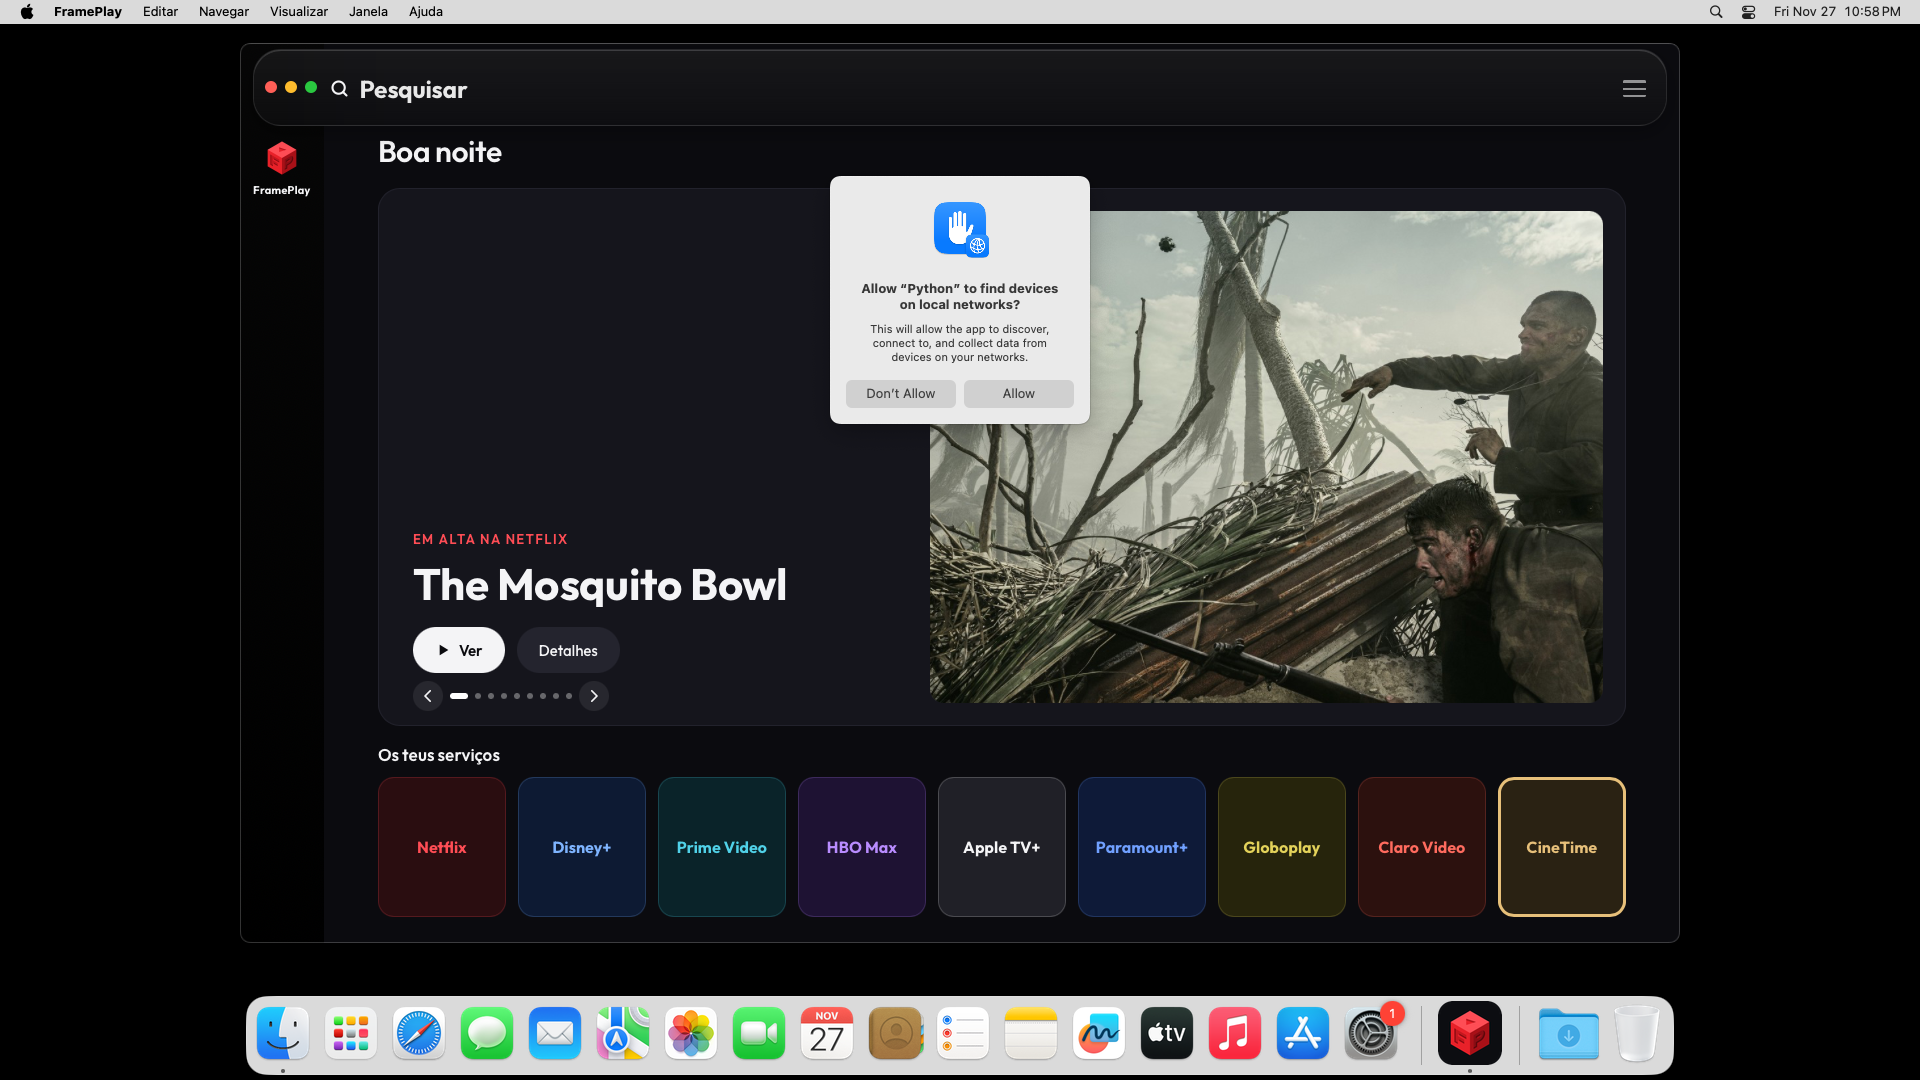 FramePlay Editar Navegar Visualizar Janela Ajuda Fri Nov 27 10:58 PM
Pesquisar
FramePlay
Boa noite
Allow “Python” to find devices
on local networks?
This will allow the app to discover,
connect to, and collect data from
devices on your networks.
Don’t Allow Allow
EM ALTA NA NETFLIX
The Mosquito Bowl
Ver Detalhes
Os teus serviços
Netflix Disney+ Prime Video HBO Max Apple TV+ Paramount+ Globoplay Claro Video CineTime
NOV
27
tv
1